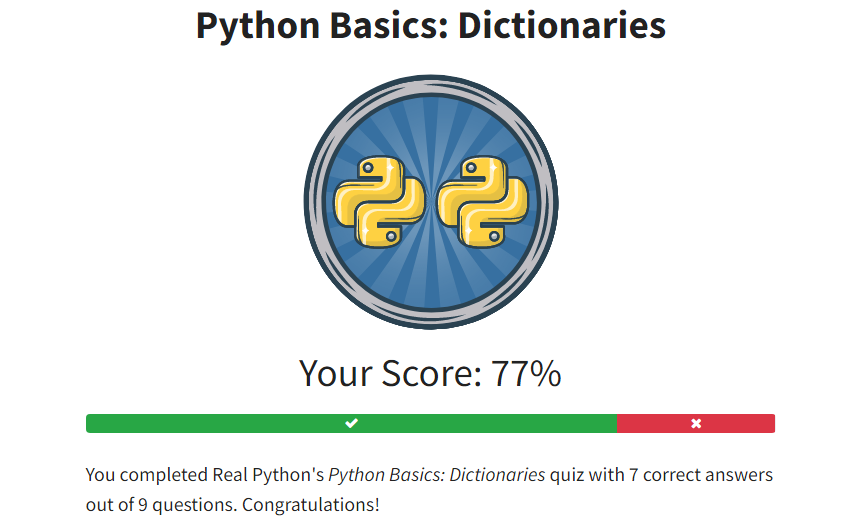 Python Basics: Dictionaries
Your Score: 77%
You completed Real Python's Python Basics: Dictionaries quiz with 7 correct answers
out of 9 questions. Congratulations!